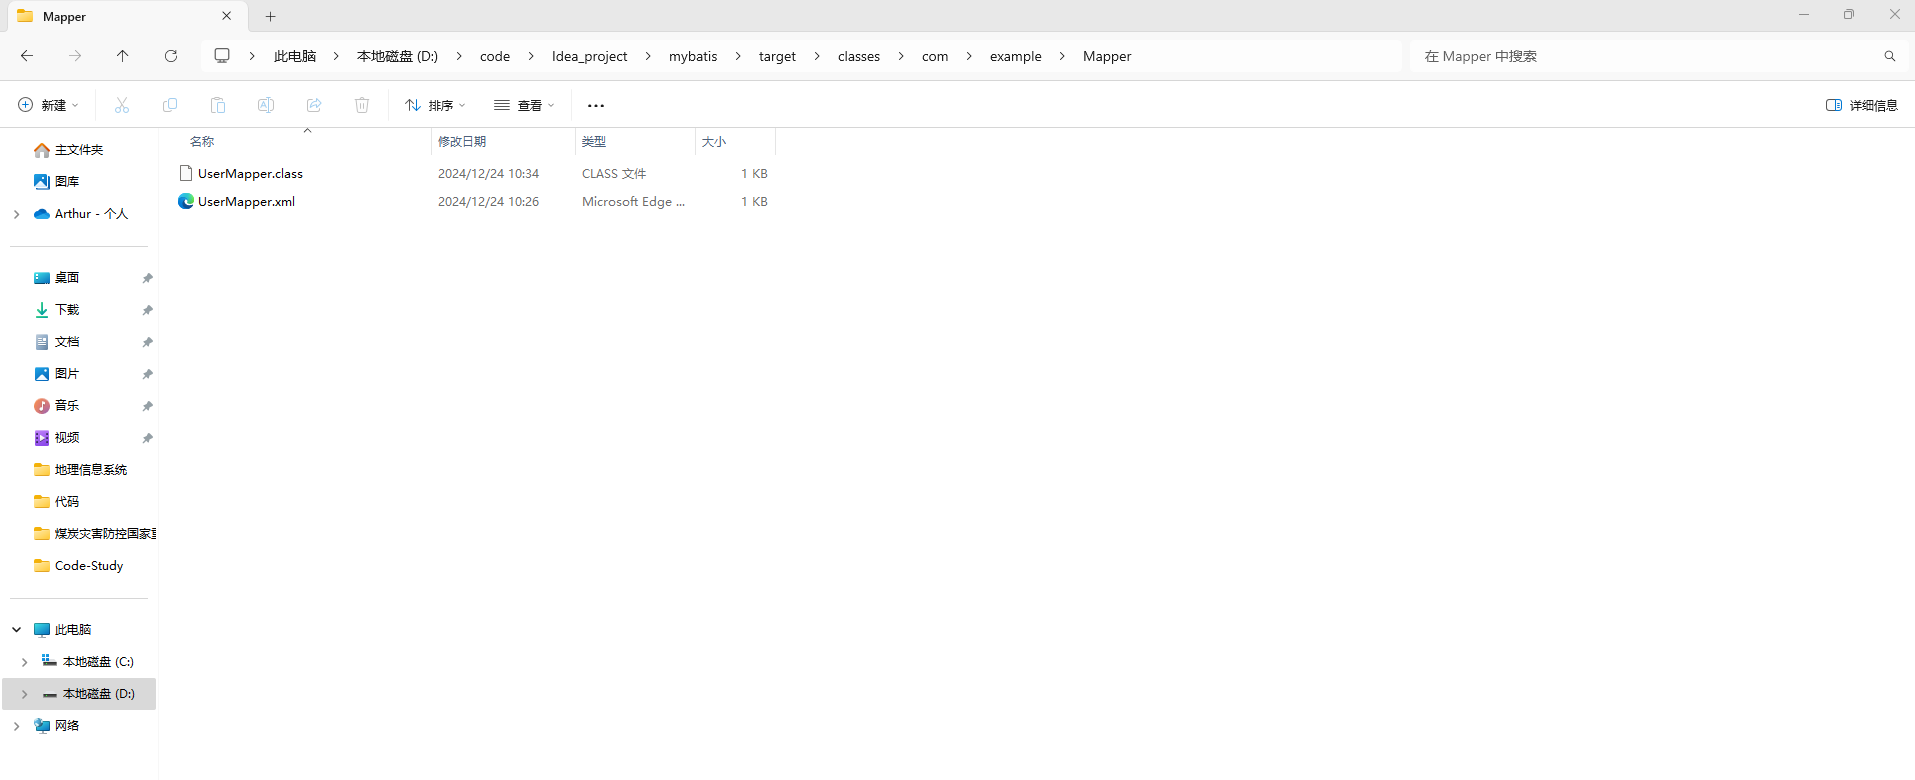 Mapper
此电脑 本地磁盘 (D:) code Idea_project mybatis target classes com example Mapper
在 Mapper 中搜索
新建 排序 查看 详细信息
名称 修改日期 类型 大小
UserMapper.class 2024/12/24 10:34 CLASS 文件 1 KB
UserMapper.xml 2024/12/24 10:26 Microsoft Edge ... 1 KB
主文件夹
图库
Arthur - 个人
桌面
下载
文档
图片
音乐
视频
地理信息系统
代码
煤炭灾害防控国家重
Code-Study
此电脑
本地磁盘 (C:)
本地磁盘 (D:)
网络